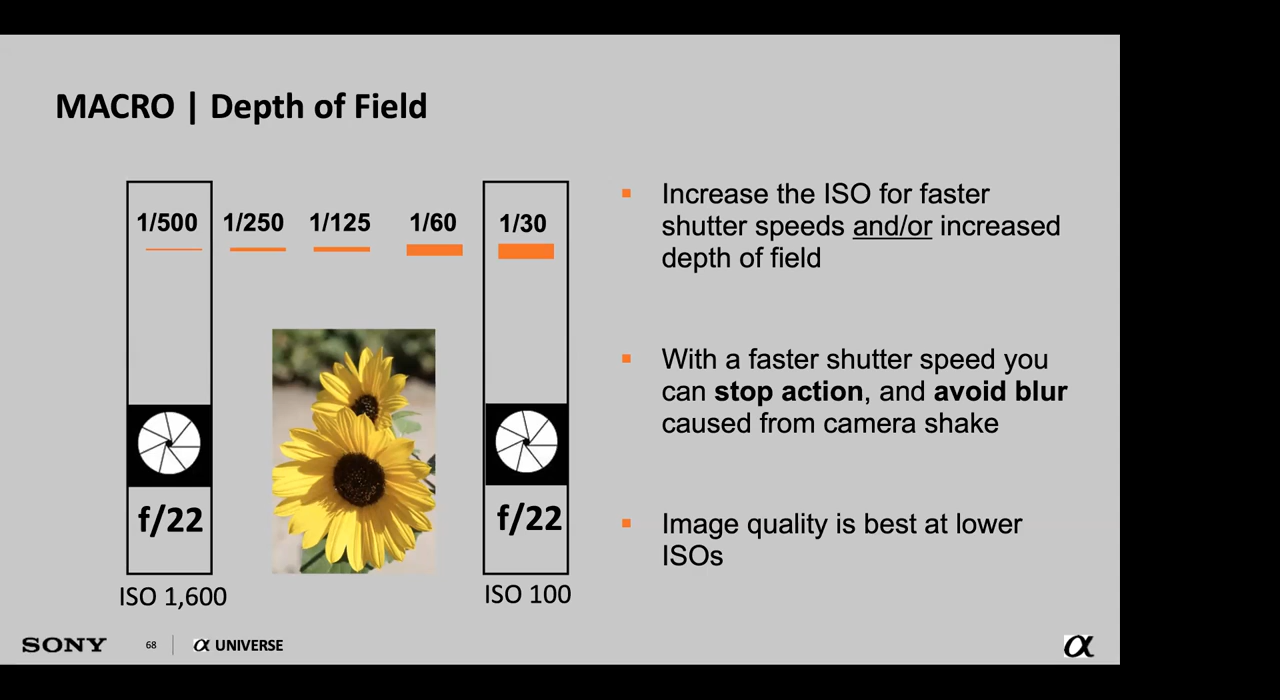 MACRO | Depth of Field
1/500 1/250 1/125 1/60 1/30
f/22 f/22
ISO 1,600 ISO 100
Increase the ISO for faster
shutter speeds and/or increased
depth of field
With a faster shutter speed you
can stop action, and avoid blur
caused from camera shake
Image quality is best at lower
ISOs
SONY 68 | α UNIVERSE α